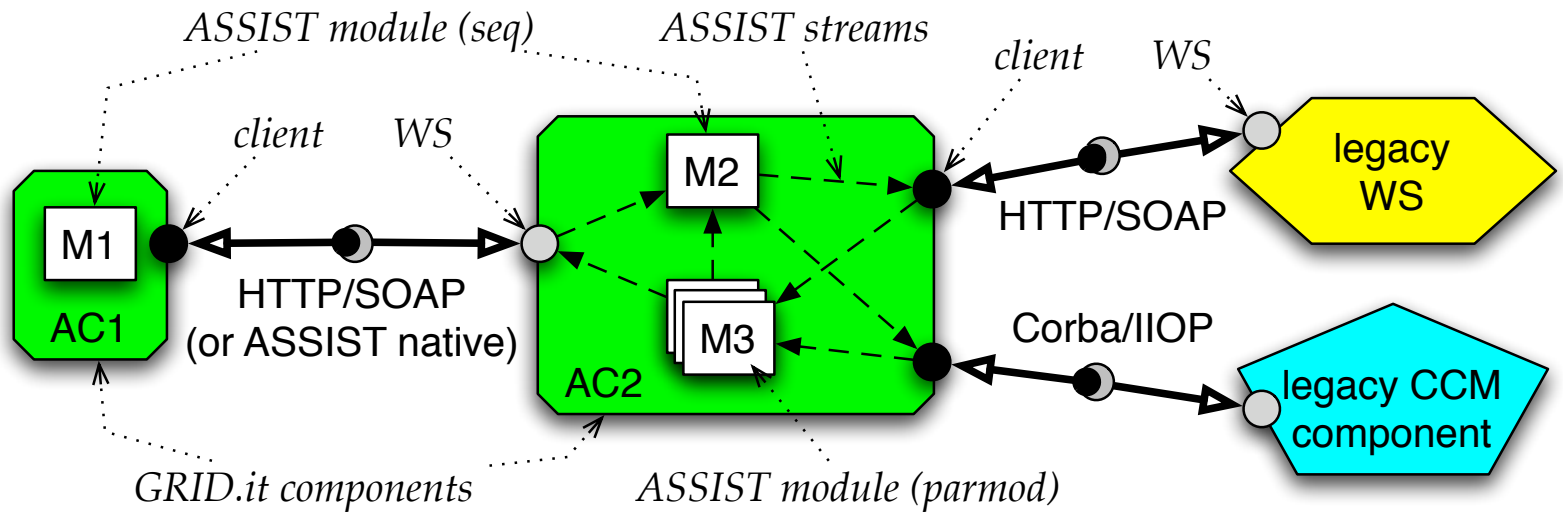 ASSIST module (seq)
ASSIST streams
client
WS
client
WS
M1
AC1
HTTP/SOAP
(or ASSIST native)
M2
M3
AC2
HTTP/SOAP
legacy
WS
Corba/IIOP
legacy CCM
component
GRID.it components
ASSIST module (parmod)